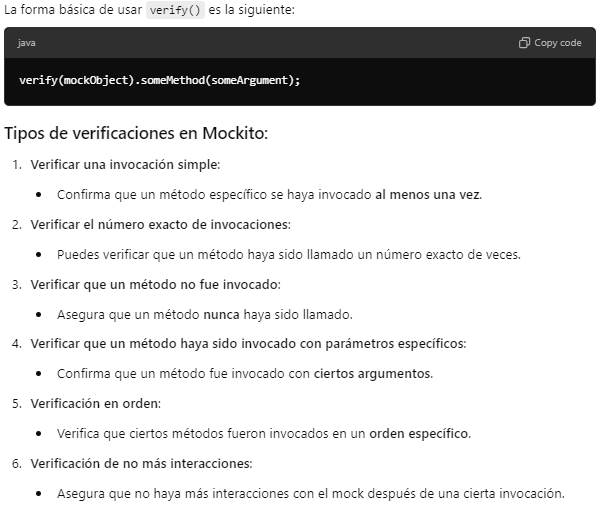 La forma básica de usar verify() es la siguiente:
java
Copy code
verify(mockObject).someMethod(someArgument);
Tipos de verificaciones en Mockito:
1. Verificar una invocación simple:
• Confirma que un método específico se haya invocado al menos una vez.
2. Verificar el número exacto de invocaciones:
• Puedes verificar que un método haya sido llamado un número exacto de veces.
3. Verificar que un método no fue invocado:
• Asegura que un método nunca haya sido llamado.
4. Verificar que un método haya sido invocado con parámetros específicos:
• Confirma que un método fue invocado con ciertos argumentos.
5. Verificación en orden:
• Verifica que ciertos métodos fueron invocados en un orden específico.
6. Verificación de no más interacciones:
• Asegura que no haya más interacciones con el mock después de una cierta invocación.